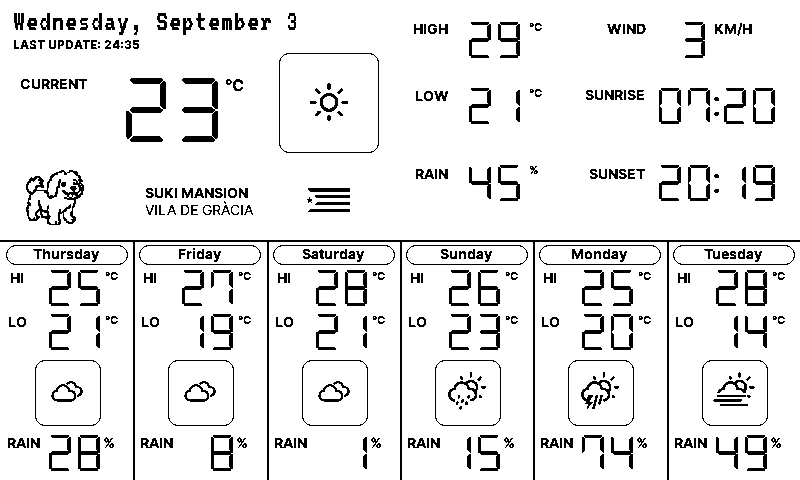 Wednesday, September 3
LAST UPDATE: 24:35
CURRENT 23 °C
HIGH 29 °C
WIND 3 KM/H
LOW 21 °C
SUNRISE 07:20
RAIN 45 %
SUNSET 20:19
SUKI MANSION
VILA DE GRÀCIA
Thursday
HI 25 °C
LO 21 °C
RAIN 28 %
Friday
HI 27 °C
LO 19 °C
RAIN 8 %
Saturday
HI 28 °C
LO 21 °C
RAIN 1 %
Sunday
HI 26 °C
LO 23 °C
RAIN 15 %
Monday
HI 25 °C
LO 20 °C
RAIN 74 %
Tuesday
HI 28 °C
LO 14 °C
RAIN 49 %